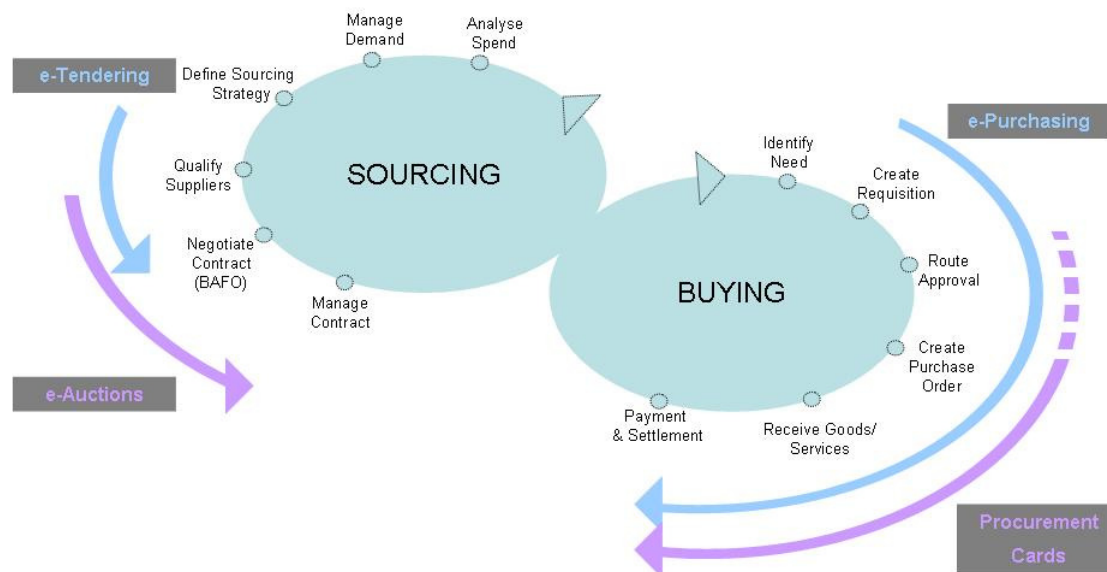 Manage
Demand
Analyse
Spend
e-Tendering
Define Sourcing
Strategy
e-Purchasing
Identify
Need
Qualify
Suppliers
SOURCING
Create
Requisition
Negotiate
Contract
(BAFO)
Route
Approval
Manage
Contract
BUYING
Create
Purchase
Order
e-Auctions
Payment
& Settlement
Receive Goods/
Services
Procurement
Cards